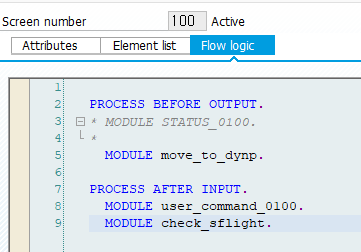 Screen number 100 Active
Attributes Element list Flow logic
1
2 PROCESS BEFORE OUTPUT.
3 * MODULE STATUS_0100.
4 *
5 MODULE move_to_dynp.
6
7 PROCESS AFTER INPUT.
8 MODULE user_command_0100.
9 MODULE check_sflight.